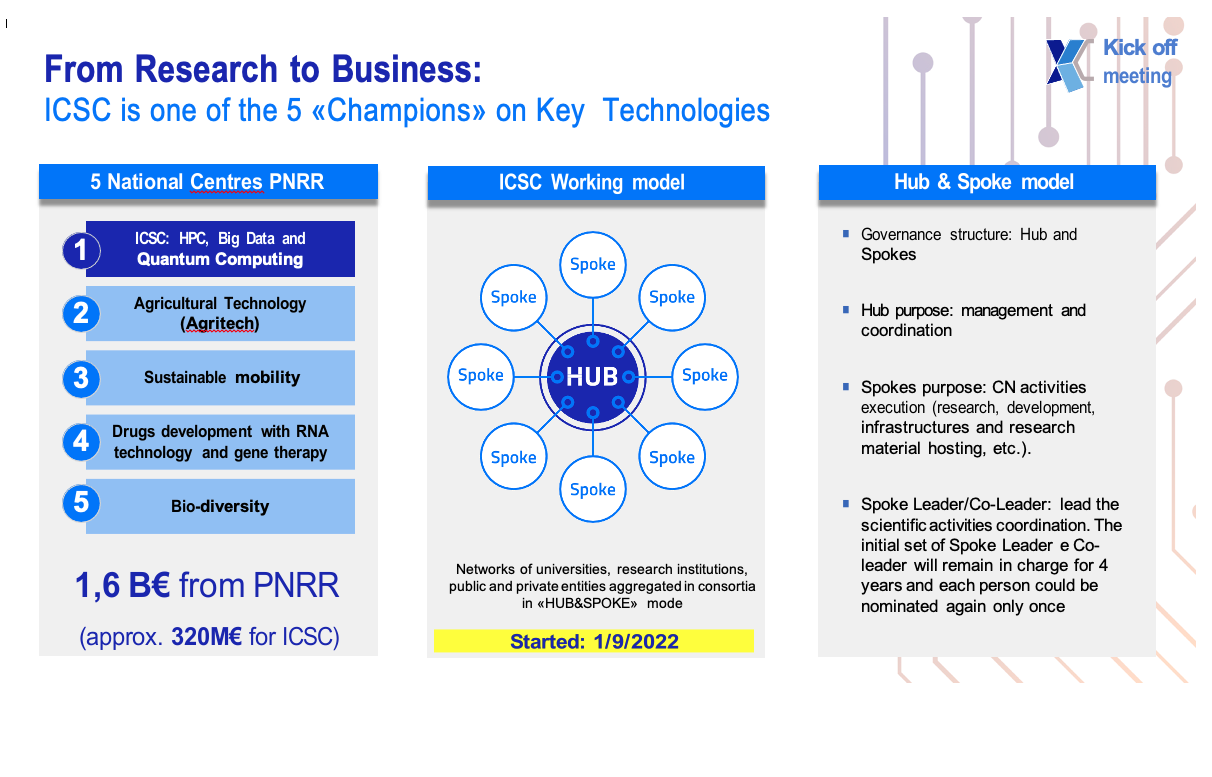 From Research to Business:
ICSC is one of the 5 «Champions» on Key Technologies
Kick off
meeting
5 National Centres PNRR
1
ICSC: HPC, Big Data and
Quantum Computing
2
Agricultural Technology
(Agritech)
3
Sustainable mobility
4
Drugs development with RNA
technology and gene therapy
5
Bio-diversity
1,6 B€ from PNRR
(approx. 320M€ for ICSC)
ICSC Working model
Spoke
Spoke
Spoke
Spoke
HUB
Spoke
Spoke
Spoke
Spoke
Networks of universities, research institutions,
public and private entities aggregated in consortia
in «HUB&SPOKE» mode
Started: 1/9/2022
Hub & Spoke model
Governance structure: Hub and
Spokes
Hub purpose: management and
coordination
Spokes purpose: CN activities
execution (research, development,
infrastructures and research
material hosting, etc.).
Spoke Leader/Co-Leader: lead the
scientific activities coordination. The
initial set of Spoke Leader e Co-
leader will remain in charge for 4
years and each person could be
nominated again only once